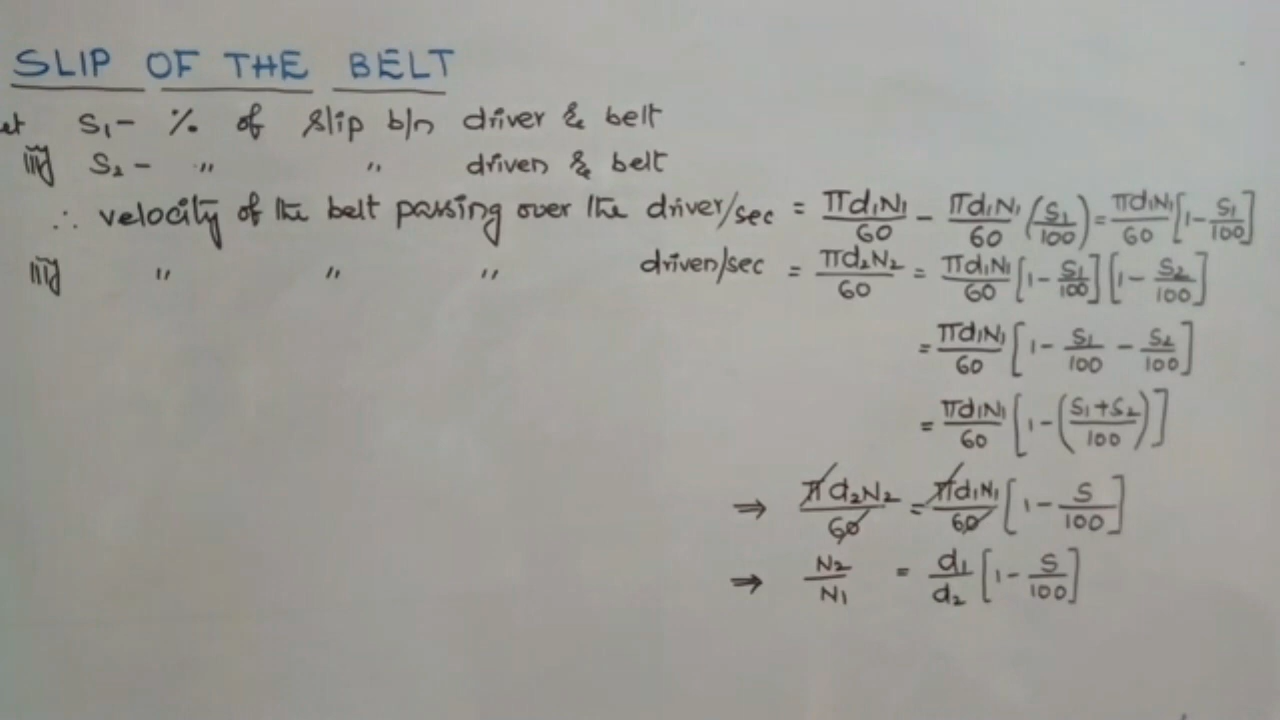 SLIP OF THE BELT
et S₁ - % of slip b/n driver & belt
|||ly S₂ - " " driven & belt
∴ velocity of the belt passing over the driver/sec = πd₁N₁/60 - πd₁N₁/60 (S₁/100) = πd₁N₁/60 [1 - S₁/100]
|||ly " " " driven/sec = πd₂N₂/60 = πd₁N₁/60 [1 - S₁/100] [1 - S₂/100]
= πd₁N₁/60 [1 - S₁/100 - S₂/100]
= πd₁N₁/60 [1 - (S₁+S₂/100)]
⇒ πd₂N₂/60 = πd₁N₁/60 [1 - S/100]
⇒ N₂/N₁ = d₁/d₂ [1 - S/100]